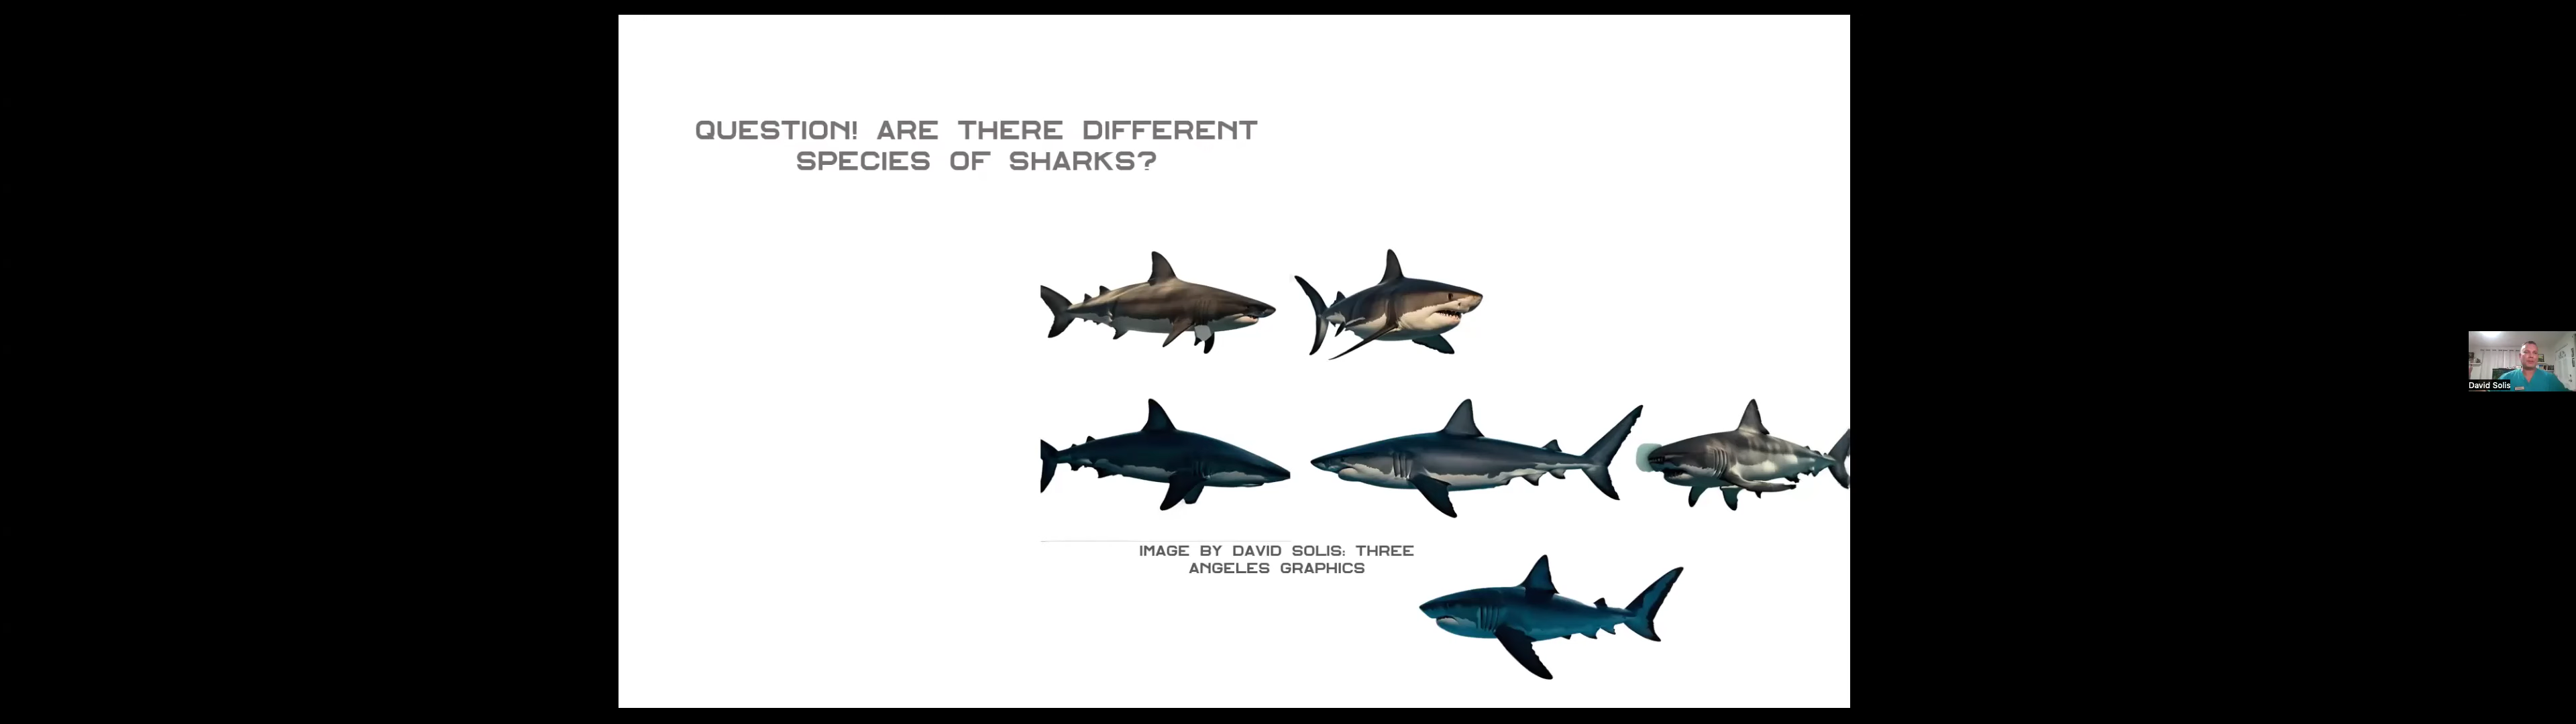 QUESTION! ARE THERE DIFFERENT
SPECIES OF SHARKS?
David Solis
IMAGE BY DAVID SOLIS: THREE
ANGELES GRAPHICS